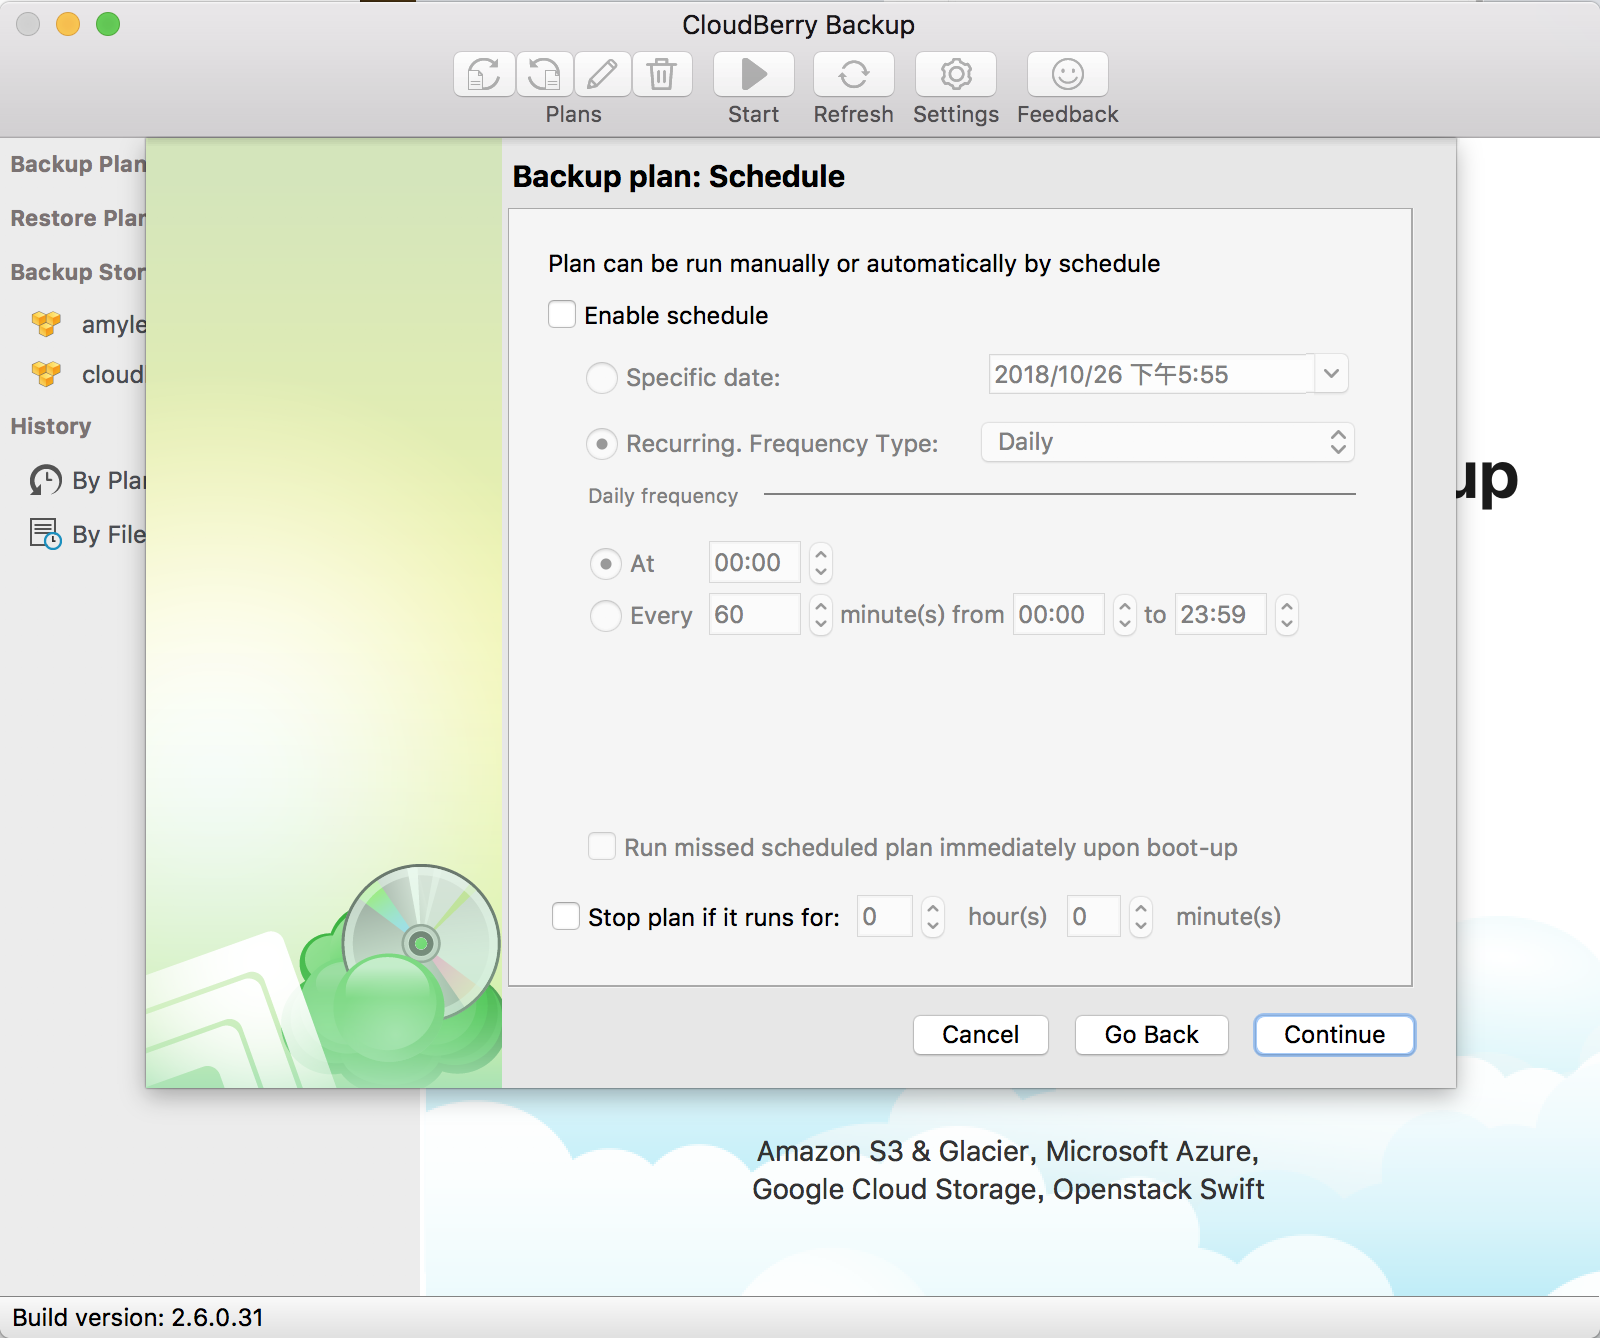 CloudBerry Backup
Plans
Start
Refresh
Settings
Feedback
Backup Plan
Restore Plan
Backup Stor
amyle
cloud
History
By Plan
By File
Backup plan: Schedule
Plan can be run manually or automatically by schedule
Enable schedule
Specific date: 2018/10/26 下午5:55
Recurring. Frequency Type: Daily
Daily frequency
At 00:00
Every 60 minute(s) from 00:00 to 23:59
Run missed scheduled plan immediately upon boot-up
Stop plan if it runs for: 0 hour(s) 0 minute(s)
Cancel Go Back Continue
up
Amazon S3 & Glacier, Microsoft Azure,
Google Cloud Storage, Openstack Swift
Build version: 2.6.0.31